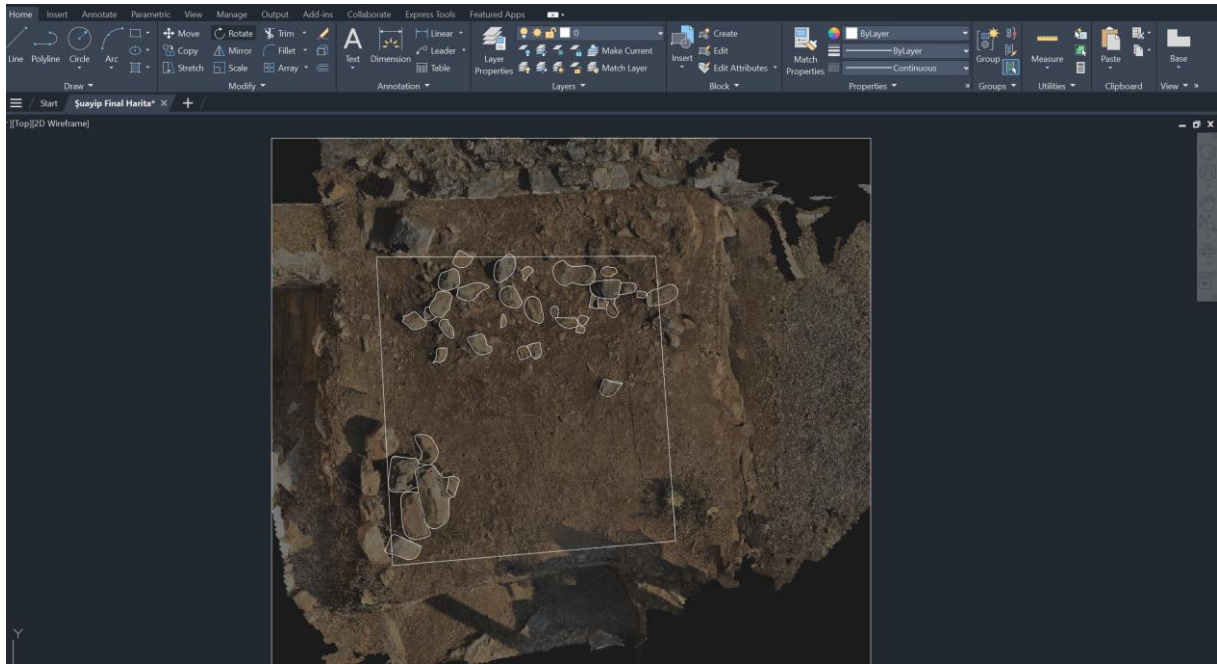 Home Insert Annotate Parametric View Manage Output Add-ins Collaborate Express Tools Featured Apps
Move Rotate Trim Linear 0 Create ByLayer
Line Polyline Circle Arc Copy Mirror Fillet Text Dimension Leader Layer Properties Make Current Insert Edit Match Properties ByLayer Group Measure Paste Base
Stretch Scale Array Table Match Layer Edit Attributes Continuous
Draw Modify Annotation Layers Block Properties Groups Utilities Clipboard View
Start Şuayip Final Harita* +
][Top][2D Wireframe]
Y